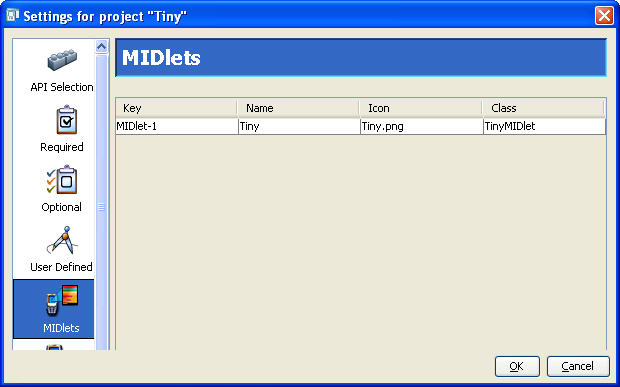 Settings for project "Tiny"
API Selection
Required
Optional
User Defined
MIDlets
MIDlets
Key Name Icon Class
MIDlet-1 Tiny Tiny.png TinyMIDlet
OK Cancel